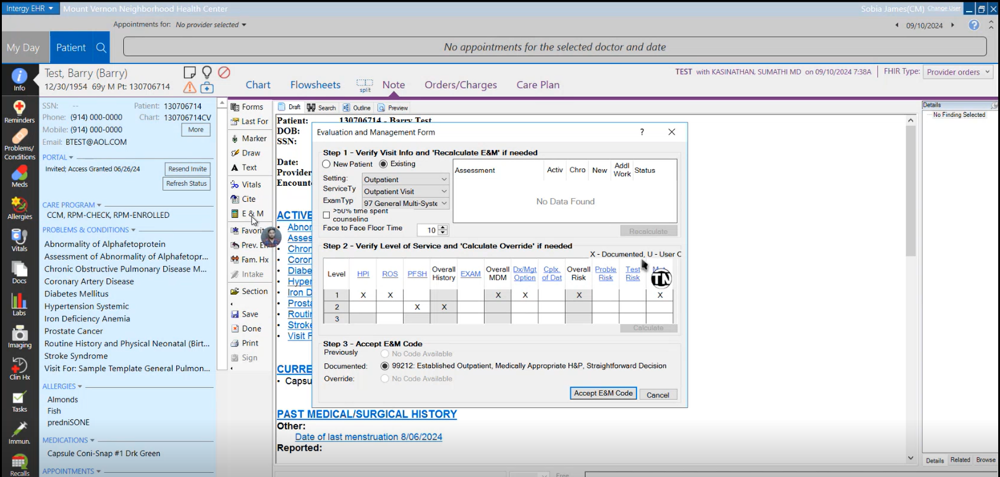 Intergy EHR
Mount Vernon Neighborhood Health Center
Sobia James(CM) Change User
Appointments for: No provider selected
09/10/2024
My Day
Patient
No appointments for the selected doctor and date
Info
Test, Barry (Barry)
12/30/1954 69y M Pt: 130706714
Chart
Flowsheets
split
Note
Orders/Charges
Care Plan
TEST with KASINATHAN, SUMATHI MD on 09/10/2024 7:38A
FHIR Type: Provider orders
Reminders
Problems/
Conditions
Meds
Allergies
Vitals
Docs
Labs
Imaging
Clin Hx
Tasks
Immun.
Recalls
SSN: -- Patient: 130706714
Phone: (914) 000-0000 Chart: 130706714CV
Mobile: (914) 000-0000 More
Email: BTEST@AOL.COM
PORTAL
Invited; Access Granted 06/26/24 Resend Invite
Refresh Status
CARE PROGRAM
CCM, RPM-CHECK, RPM-ENROLLED
PROBLEMS & CONDITIONS
Abnormality of Alphafetoprotein
Assessment of Abnormality of Alphafetopr...
Chronic Obstructive Pulmonary Disease M...
Coronary Artery Disease
Diabetes Mellitus
Hypertension Systemic
Iron Deficiency Anemia
Prostate Cancer
Routine History and Physical Neonatal (Birt...
Stroke Syndrome
Visit For: Sample Template General Pulmon...
ALLERGIES
Almonds
Fish
predniSONE
MEDICATIONS
Capsule Coni-Snap #1 Drk Green
APPOINTMENTS
Forms
Last For
Marker
Draw
Text
Vitals
Cite
E & M
Favorit
Prev. En
Fam. Hx
Intake
Section
Save
Done
Print
Sign
Draft Search Outline Preview
Patient: 130706714 - Barry Test
DOB:
SSN:
Date:
Provider
Encount
ACTIVE
• Abnor
• Asses
• Chron
• Coron
• Diabe
• Hyper
• Iron D
• Prosta
• Routin
• Stroke
• Visit F
CURRE
• Capsu
PAST MEDICAL/SURGICAL HISTORY
Other:
Date of last menstruation 8/06/2024
Reported:
Free
Evaluation and Management Form ?
Step 1 - Verify Visit Info and 'Recalculate E&M' if needed
New Patient Existing
Setting: Outpatient
ServiceTy Outpatient Visit
ExamTyp 97 General Multi-Syste
>50% time spent
counseling
Face to Face Floor Time 10
Assessment Activ Chro New Addl Work Status
No Data Found
Recalculate
Step 2 - Verify Level of Service and 'Calculate Override' if needed
X - Documented, U - User C
Level HPI ROS PFSH Overall History EXAM Overall MDM Dx/Mgt Option Cplx. of Dat Overall Risk Proble Risk Test Risk
TN
1 X X X X X X
2 X X
3
Calculate
Step 3 - Accept E&M Code
Previously No Code Available
Documented: 99212: Established Outpatient, Medically Appropriate H&P, Straightforward Decision
Override: No Code Available
Accept E&M Code Cancel
Details
No Finding Selected
Details Related Browse